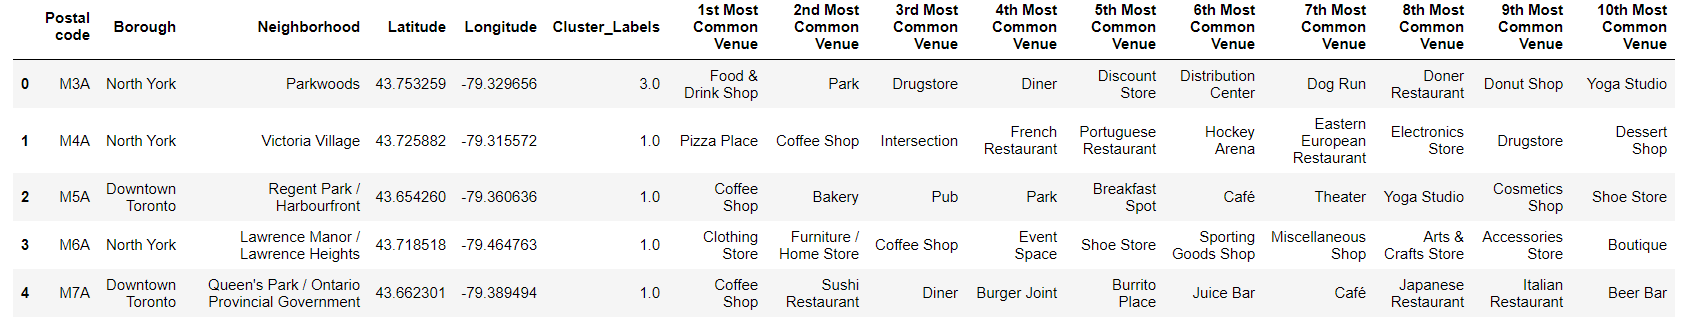 Postal code Borough Neighborhood Latitude Longitude Cluster_Labels 1st Most Common Venue 2nd Most Common Venue 3rd Most Common Venue 4th Most Common Venue 5th Most Common Venue 6th Most Common Venue 7th Most Common Venue 8th Most Common Venue 9th Most Common Venue 10th Most Common Venue
0 M3A North York Parkwoods 43.753259 -79.329656 3.0 Food & Drink Shop Park Drugstore Diner Discount Store Distribution Center Dog Run Doner Restaurant Donut Shop Yoga Studio
1 M4A North York Victoria Village 43.725882 -79.315572 1.0 Pizza Place Coffee Shop Intersection French Restaurant Portuguese Restaurant Hockey Arena Eastern European Restaurant Electronics Store Drugstore Dessert Shop
2 M5A Downtown Toronto Regent Park / Harbourfront 43.654260 -79.360636 1.0 Coffee Shop Bakery Pub Park Breakfast Spot Café Theater Yoga Studio Cosmetics Shop Shoe Store
3 M6A North York Lawrence Manor / Lawrence Heights 43.718518 -79.464763 1.0 Clothing Store Furniture / Home Store Coffee Shop Event Space Shoe Store Sporting Goods Shop Miscellaneous Shop Arts & Crafts Store Accessories Store Boutique
4 M7A Downtown Toronto Queen's Park / Ontario Provincial Government 43.662301 -79.389494 1.0 Coffee Shop Sushi Restaurant Diner Burger Joint Burrito Place Juice Bar Café Japanese Restaurant Italian Restaurant Beer Bar